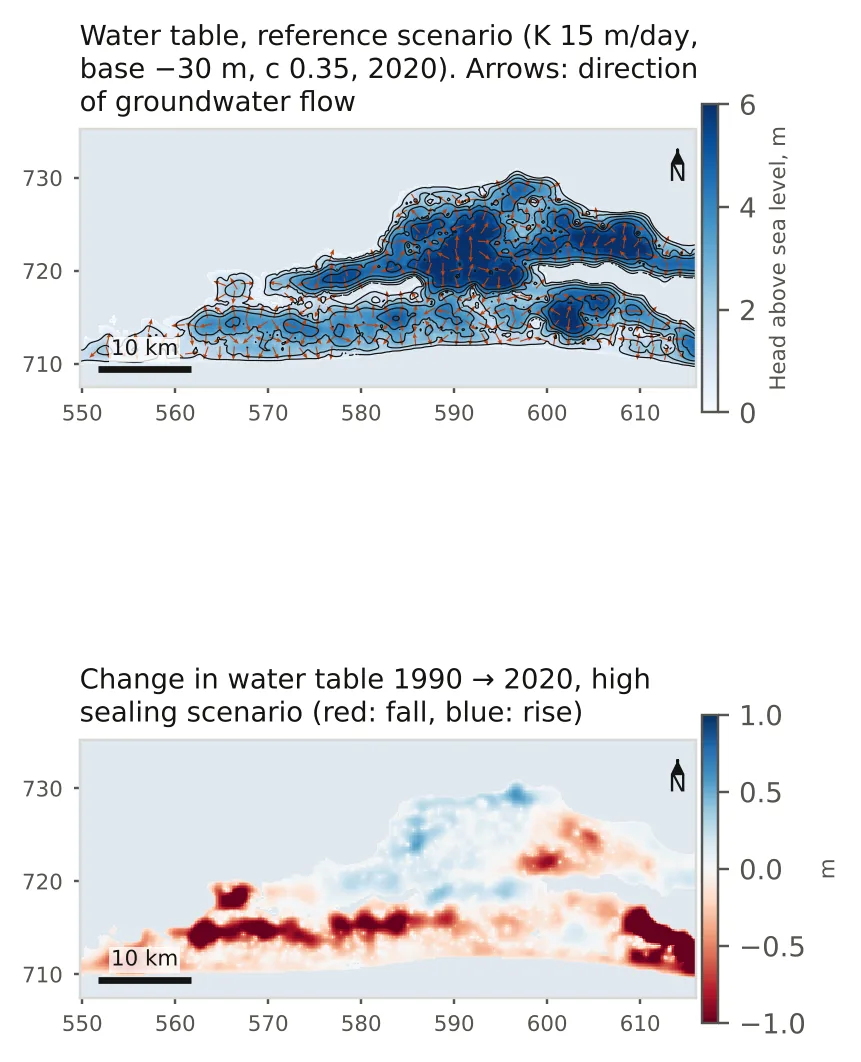 Water table, reference scenario (K 15 m/day,
base −30 m, c 0.35, 2020). Arrows: direction
of groundwater flow
6
4
2
0
Head above sea level, m
N
730
720
710
10 km
550 560 570 580 590 600 610
Change in water table 1990 → 2020, high
sealing scenario (red: fall, blue: rise)
1.0
0.5
0.0
−0.5
−1.0
m
N
730
720
710
10 km
550 560 570 580 590 600 610